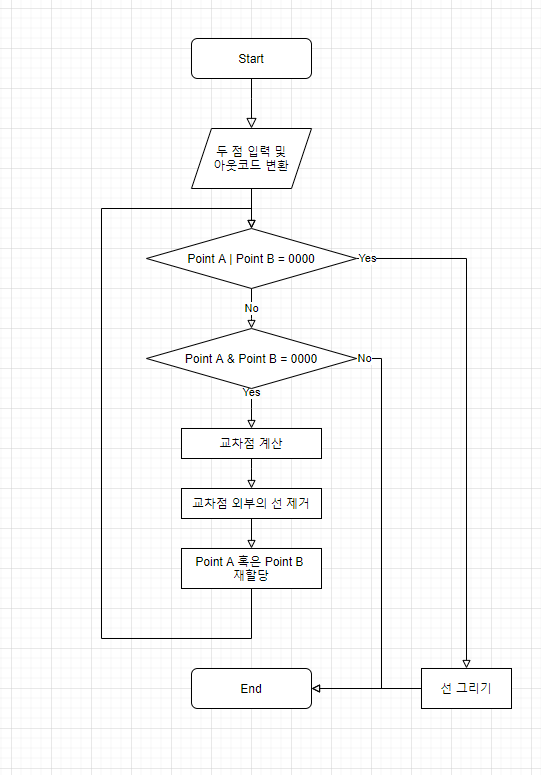 Start
두 점 입력 및
아웃코드 변환
Point A | Point B = 0000
Yes
No
Point A & Point B = 0000
No
Yes
교차점 계산
교차점 외부의 선 제거
Point A 혹은 Point B
재할당
End
선 그리기